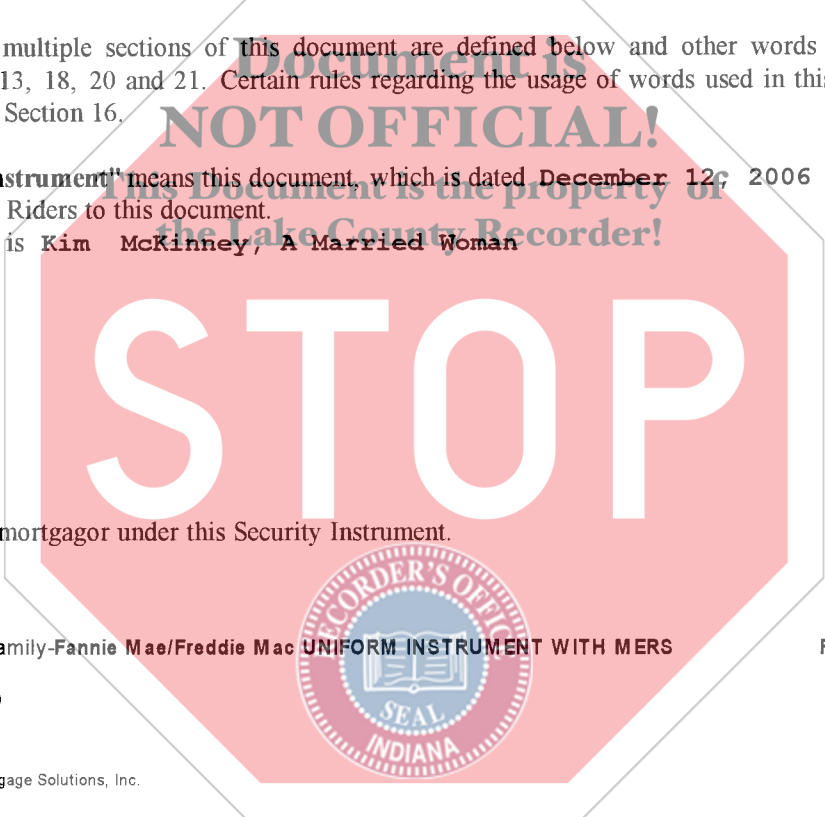 multiple sections of this document are defined below and other words
Document is
13, 18, 20 and 21. Certain rules regarding the usage of words used in this
Section 16.
NOT OFFICIAL!
strument" means this document, which is dated December 12, 2006
This Document is the property of
Riders to this document.
the Lake County Recorder!
is Kim McKinney, A Married Woman
STOP
mortgagor under this Security Instrument.
RECORDER'S OFFIC
amily-Fannie Mae/Freddie Mac UNIFORM INSTRUMENT WITH MERS
SEAL
INDIANA
gage Solutions, Inc.